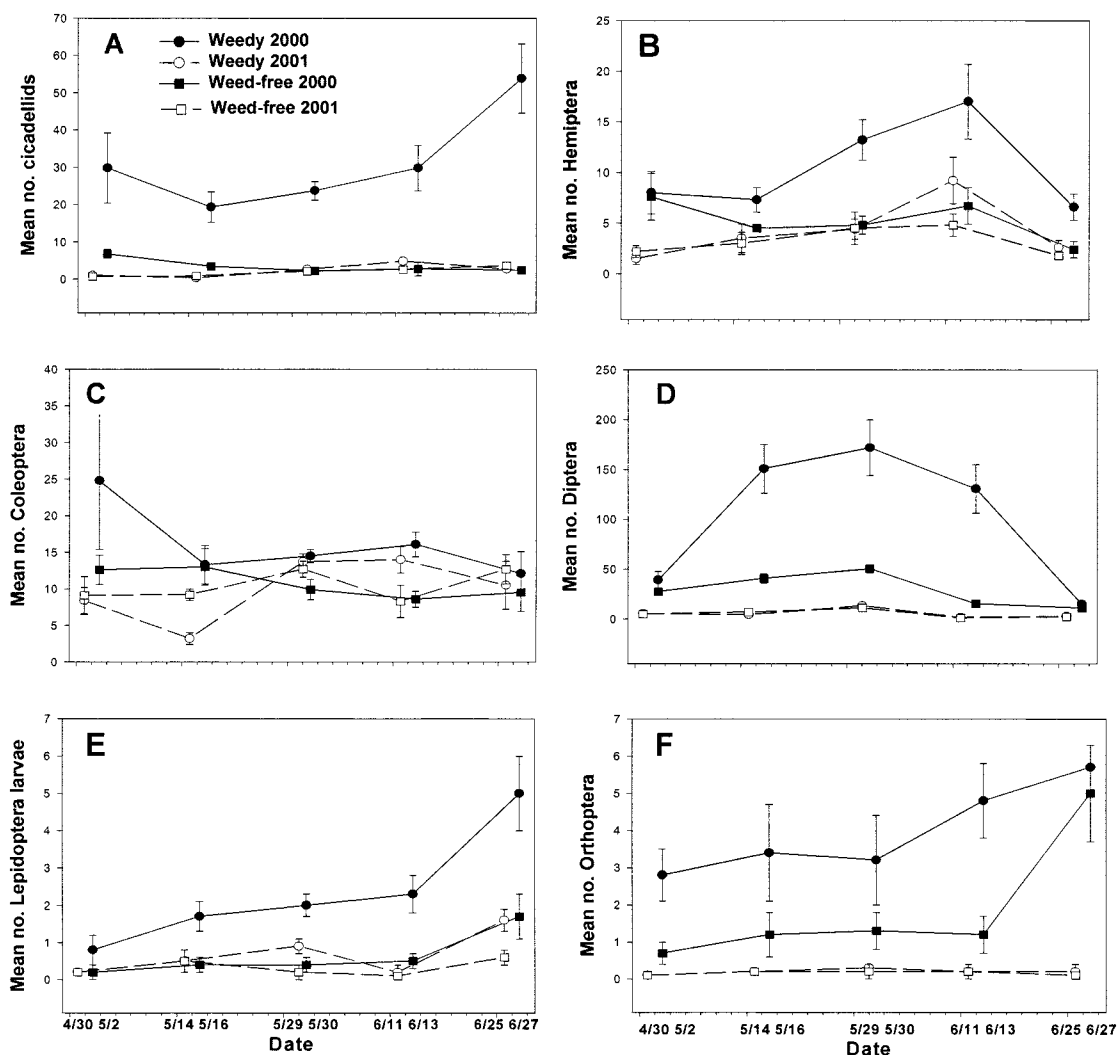 A
Weedy 2000
Weedy 2001
Weed-free 2000
Weed-free 2001
Mean no. cicadellids
70
60
50
40
30
20
10
0
B
Mean no. Hemiptera
25
20
15
10
5
0
C
Mean no. Coleoptera
40
35
30
25
20
15
10
5
0
D
Mean no. Diptera
250
200
150
100
50
0
E
Mean no. Lepidoptera larvae
7
6
5
4
3
2
1
0
4/30 5/2 5/14 5/16 5/29 5/30 6/11 6/13 6/25 6/27
Date
F
Mean no. Orthoptera
7
6
5
4
3
2
1
0
4/30 5/2 5/14 5/16 5/29 5/30 6/11 6/13 6/25 6/27
Date